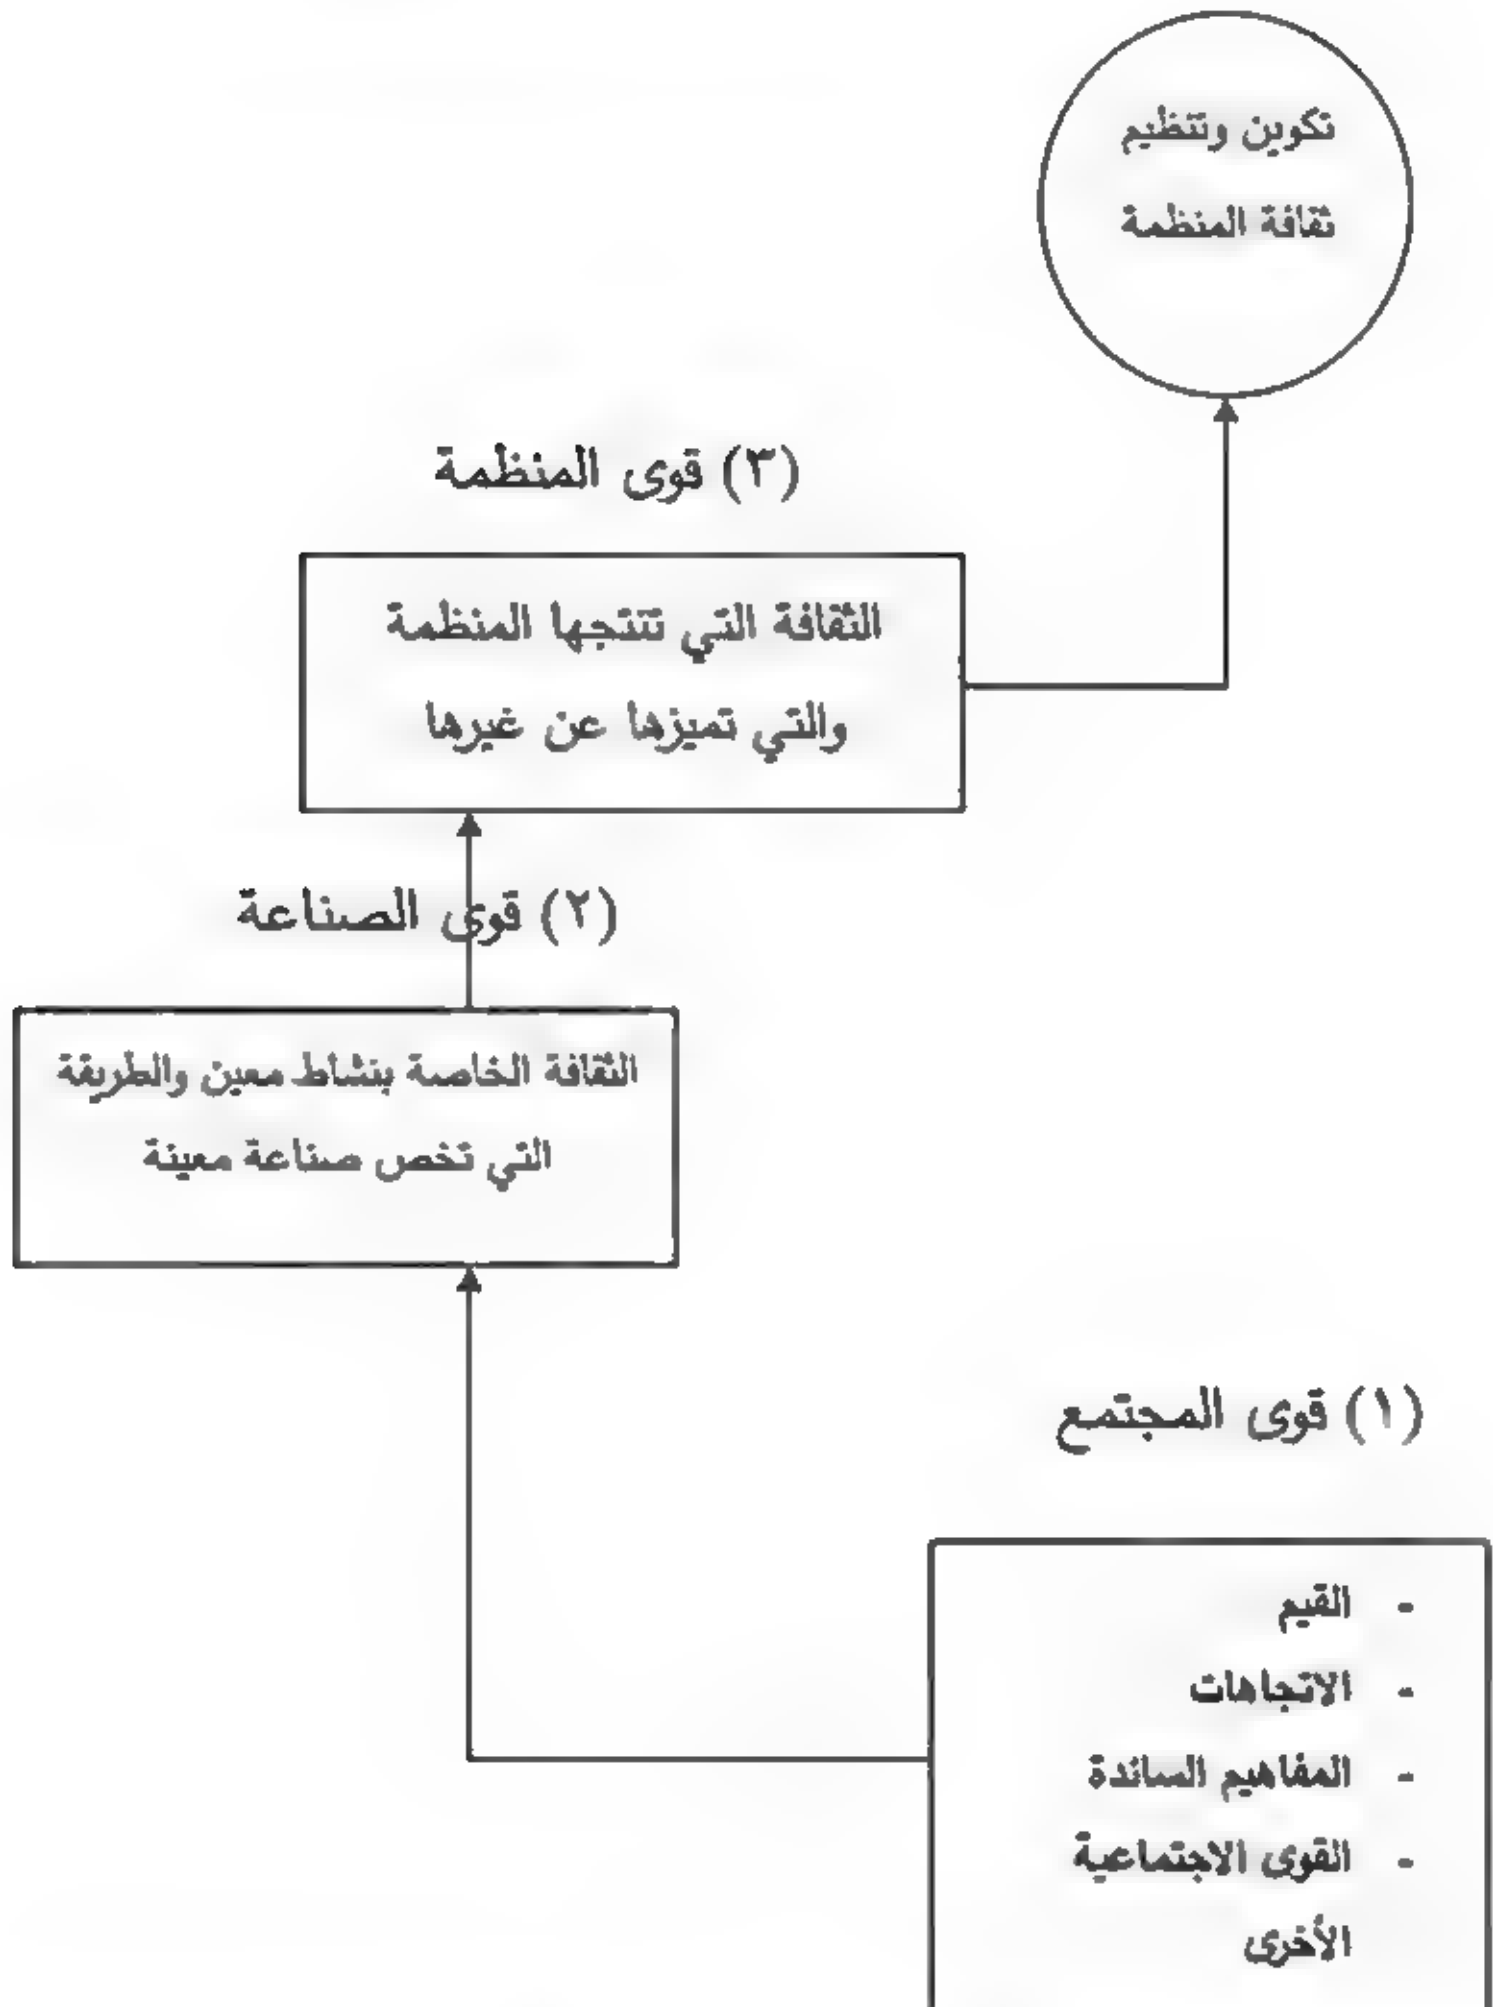 تكوين وتنظيم
ثقافة المنظمة
(٣) قوى المنظمة
الثقافة التي تنتجها المنظمة
والتي تميزها عن غيرها
(٢) قوى الصناعة
الثقافة الخاصة بنشاط معين والطريقة
التي تخص صناعة معينة
(١) قوى المجتمع
- القيم
- الاتجاهات
- المفاهيم السائدة
- القوى الاجتماعية
الأخرى